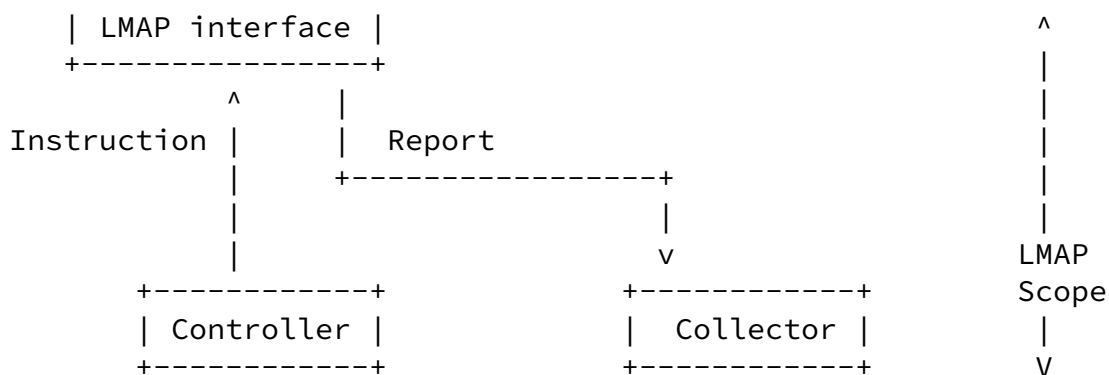 | LMAP interface |                                     ^
+----------------+                                     |
         ^      |                                      |
Instruction |      |  Report                           |
            |      +-----------------+                 |
            |                        |                 |
            |                        v                LMAP
      +------------+             +------------+       Scope
      | Controller |             |  Collector |        |
      +------------+             +------------+        V